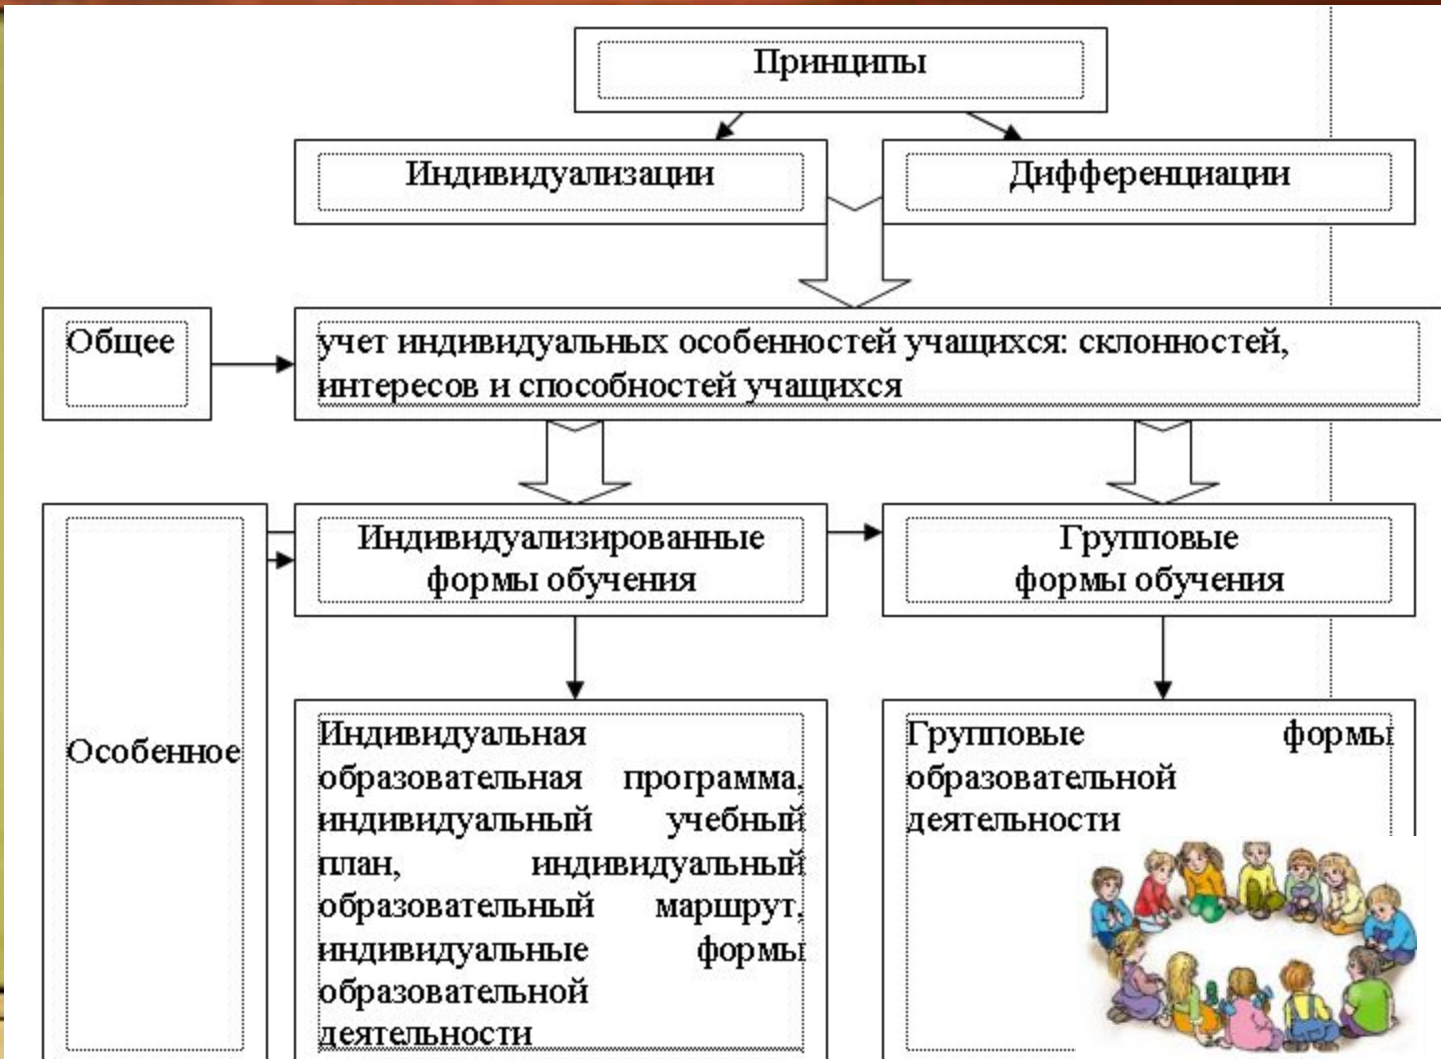 Принципы
Индивидуализации
Дифференциации
Общее
учет индивидуальных особенностей учащихся: склонностей,
интересов и способностей учащихся
Индивидуализированные
формы обучения
Групповые
формы обучения
Особенное
Индивидуальная
образовательная программа,
индивидуальный учебный
план, индивидуальный
образовательный маршрут,
индивидуальные формы
образовательной
деятельности
Групповые формы
образовательной
деятельности